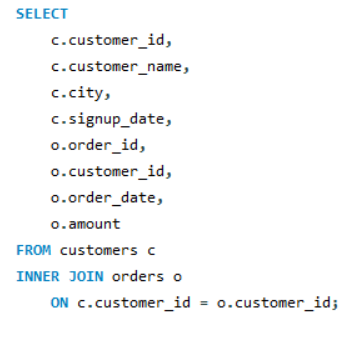 SELECT
    c.customer_id,
    c.customer_name,
    c.city,
    c.signup_date,
    o.order_id,
    o.customer_id,
    o.order_date,
    o.amount
FROM customers c
INNER JOIN orders o
    ON c.customer_id = o.customer_id;